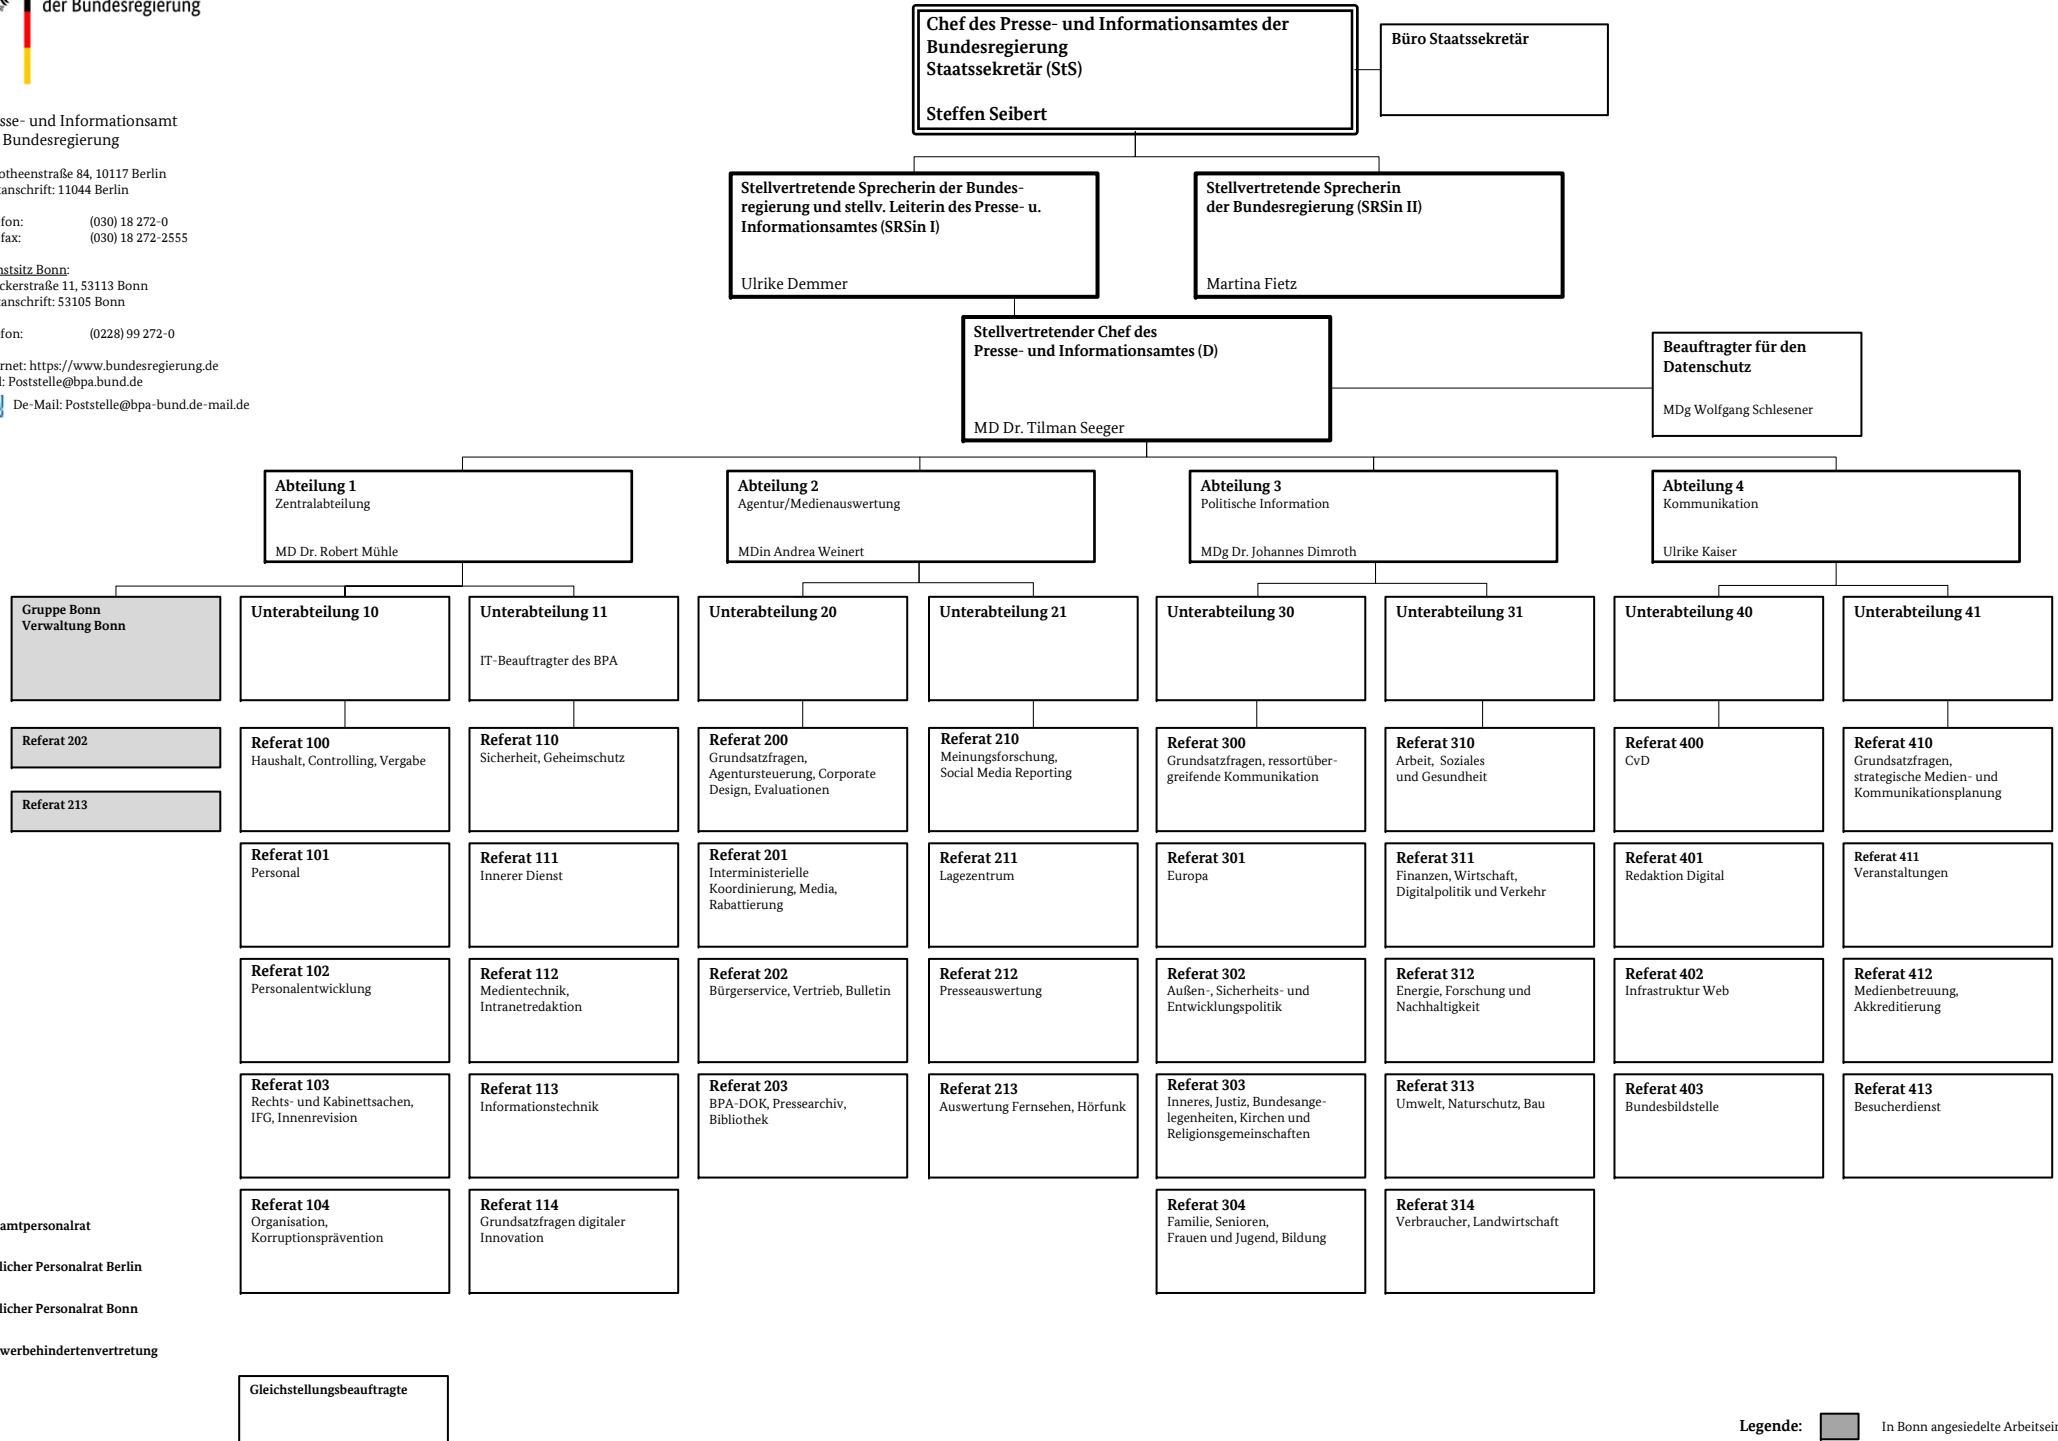 der Bundesregierung
Chef des Presse- und Informationsamtes der
Bundesregierung
Staatssekretär (StS)
Steffen Seibert
Büro Staatssekretär
Informationsamt
Bundesregierung
84, 10117 Berlin
11044 Berlin
(030) 18 272-0
(030) 18 272-2555
Bonn:
11, 53113 Bonn
53105 Bonn
(0228) 99 272-0
https://www.bundesregierung.de
Poststelle@bpa.bund.de
De-Mail: Poststelle@bpa-bund.de-mail.de
Stellvertretende Sprecherin der Bundes-
regierung und stellv. Leiterin des Presse- u.
Informationsamtes (SRSin I)
Ulrike Demmer
Stellvertretende Sprecherin
der Bundesregierung (SRSin II)
Martina Fietz
Stellvertretender Chef des
Presse- und Informationsamtes (D)
MD Dr. Tilman Seeger
Beauftragter für den
Datenschutz
MDg Wolfgang Schlesener
Abteilung 1
Zentralabteilung
MD Dr. Robert Mühle
Abteilung 2
Agentur/Medienauswertung
MDin Andrea Weinert
Abteilung 3
Politische Information
MDg Dr. Johannes Dimroth
Abteilung 4
Kommunikation
Ulrike Kaiser
Gruppe Bonn
Verwaltung Bonn
Unterabteilung 10
Unterabteilung 11
IT-Beauftragter des BPA
Unterabteilung 20
Unterabteilung 21
Unterabteilung 30
Unterabteilung 31
Unterabteilung 40
Unterabteilung 41
Referat 202
Referat 213
Referat 100
Haushalt, Controlling, Vergabe
Referat 110
Sicherheit, Geheimschutz
Referat 200
Grundsatzfragen,
Agentursteuerung, Corporate
Design, Evaluationen
Referat 210
Meinungsforschung,
Social Media Reporting
Referat 300
Grundsatzfragen, ressortüber-
greifende Kommunikation
Referat 310
Arbeit, Soziales
und Gesundheit
Referat 400
CvD
Referat 410
Grundsatzfragen,
strategische Medien- und
Kommunikationsplanung
Referat 101
Personal
Referat 111
Innerer Dienst
Referat 201
Interministerielle
Koordinierung, Media,
Rabattierung
Referat 211
Lagezentrum
Referat 301
Europa
Referat 311
Finanzen, Wirtschaft,
Digitalpolitik und Verkehr
Referat 401
Redaktion Digital
Referat 411
Veranstaltungen
Referat 102
Personalentwicklung
Referat 112
Medientechnik,
Intranetredaktion
Referat 202
Bürgerservice, Vertrieb, Bulletin
Referat 212
Presseauswertung
Referat 302
Außen-, Sicherheits- und
Entwicklungspolitik
Referat 312
Energie, Forschung und
Nachhaltigkeit
Referat 402
Infrastruktur Web
Referat 412
Medienbetreuung,
Akkreditierung
Referat 103
Rechts- und Kabinettsachen,
IFG, Innenrevision
Referat 113
Informationstechnik
Referat 203
BPA-DOK, Pressearchiv,
Bibliothek
Referat 213
Auswertung Fernsehen, Hörfunk
Referat 303
Inneres, Justiz, Bundesange-
legenheiten, Kirchen und
Religionsgemeinschaften
Referat 313
Umwelt, Naturschutz, Bau
Referat 403
Bundesbildstelle
Referat 413
Besucherdienst
Referat 104
Organisation,
Korruptionsprävention
Referat 114
Grundsatzfragen digitaler
Innovation
Referat 304
Familie, Senioren,
Frauen und Jugend, Bildung
Referat 314
Verbraucher, Landwirtschaft
Personalrat Berlin
Personalrat Bonn
Gleichstellungsbeauftragte
Legende:
In Bonn angesiedelte